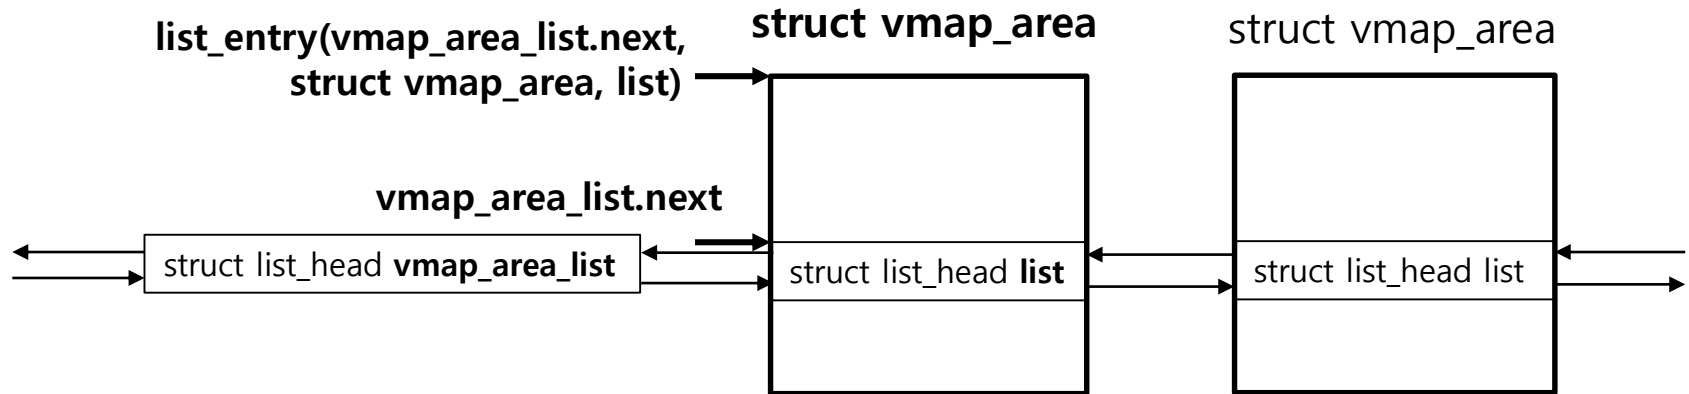 list_entry(vmap_area_list.next,
struct vmap_area, list)
struct vmap_area
struct vmap_area
vmap_area_list.next
struct list_head vmap_area_list
struct list_head list
struct list_head list